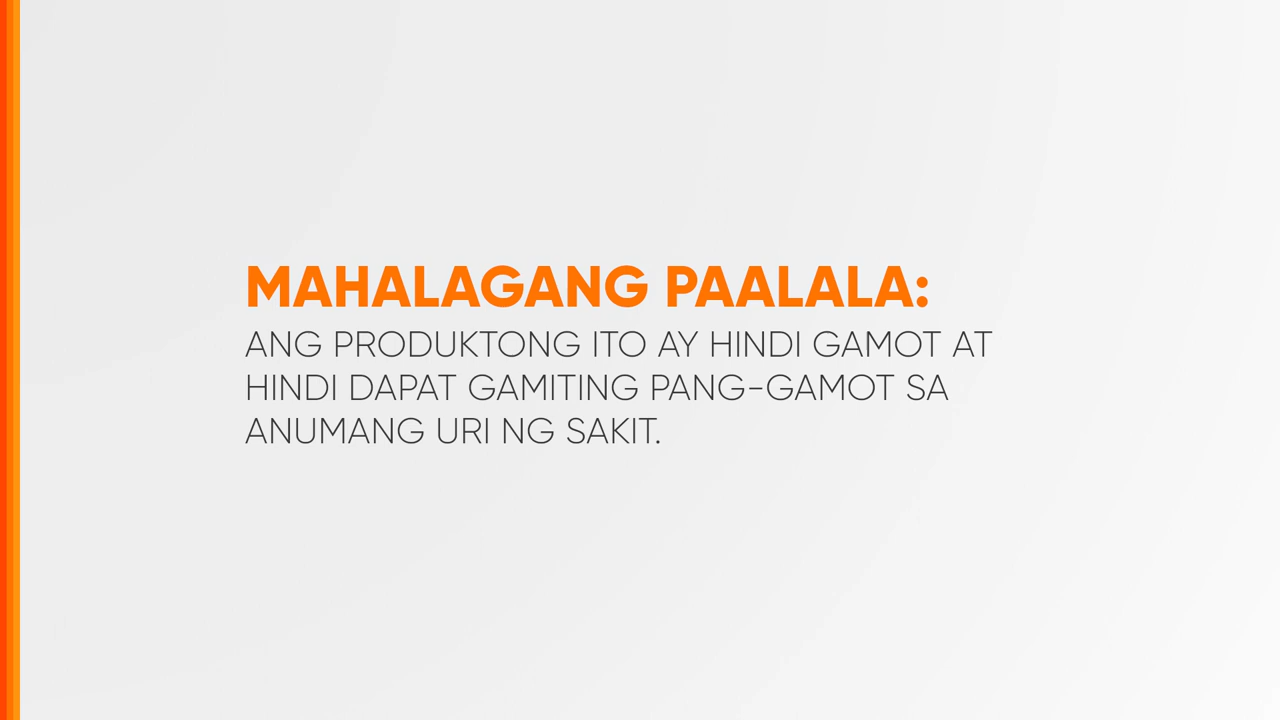 MAHALAGANG PAALALA:
ANG PRODUKTONG ITO AY HINDI GAMOT AT
HINDI DAPAT GAMITING PANG-GAMOT SA
ANUMANG URI NG SAKIT.